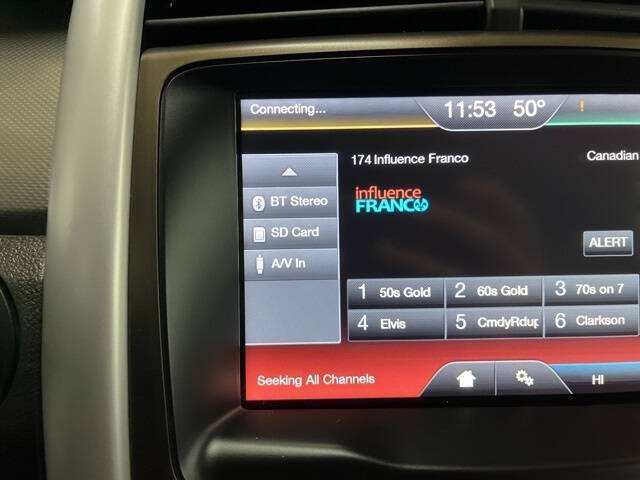 Connecting...
11:53 50° !
174 Influence Franco Canadian
influence
FRANCO
BT Stereo
SD Card
A/V In
ALERT
1 50s Gold 2 60s Gold 3 70s on 7
4 Elvis 5 CmdyRdup 6 Clarkson
Seeking All Channels
HI